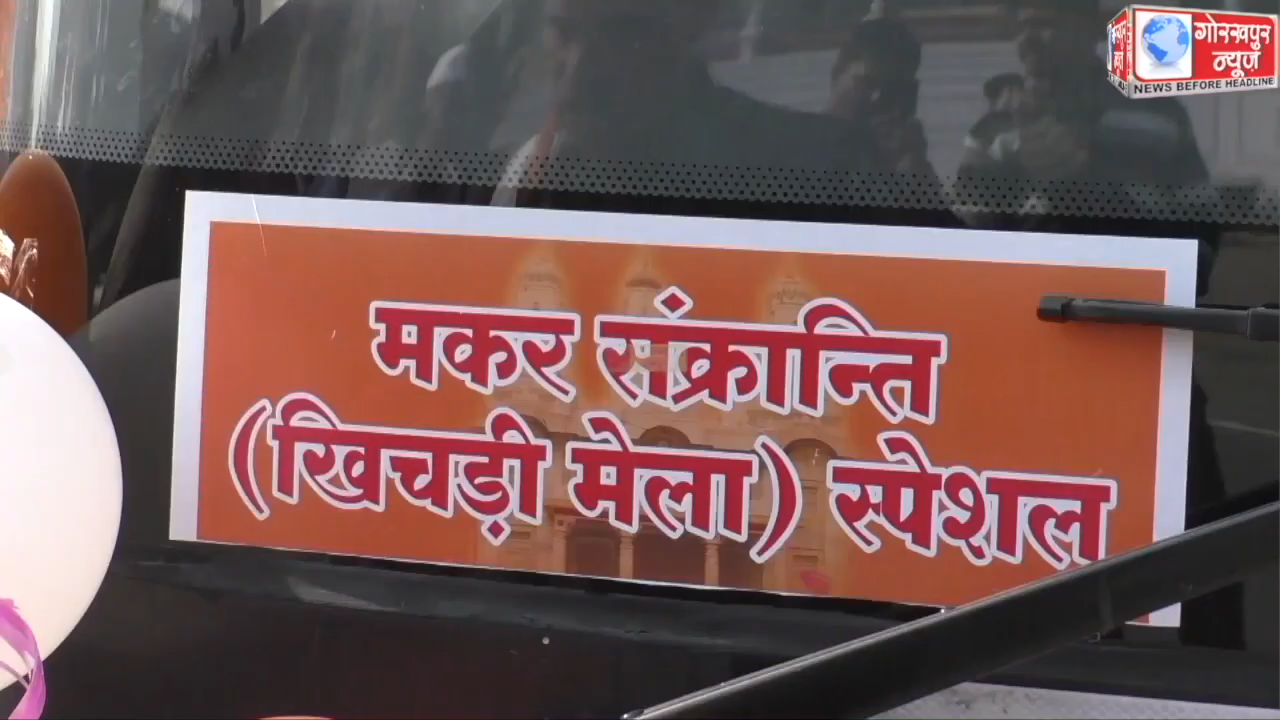 गोरखपुर
न्यूज़
NEWS BEFORE HEADLINE
मकर संक्रान्ति
(खिचड़ी मेला) स्पेशल